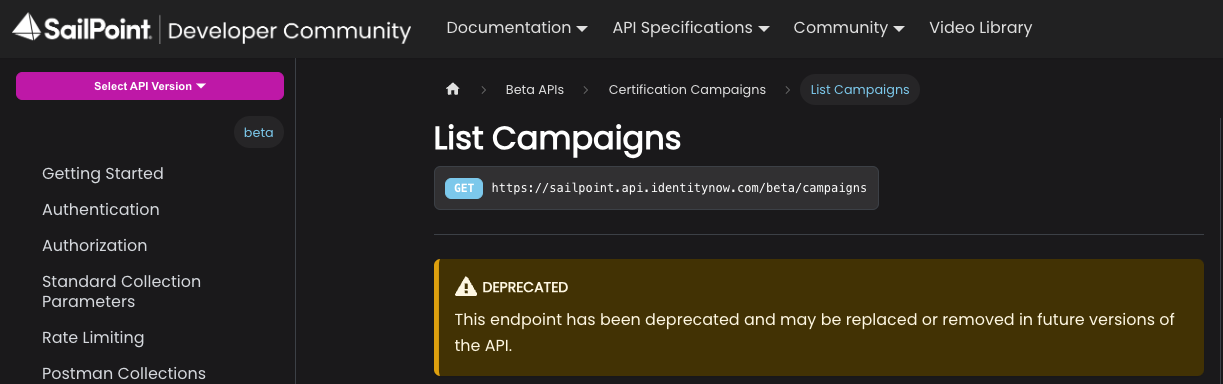 SailPoint. Developer Community
Documentation API Specifications Community Video Library
Select API Version
beta
Getting Started
Authentication
Authorization
Standard Collection
Parameters
Rate Limiting
Postman Collections
Beta APIs Certification Campaigns List Campaigns
List Campaigns
GET https://sailpoint.api.identitynow.com/beta/campaigns
DEPRECATED
This endpoint has been deprecated and may be replaced or removed in future versions of
the API.